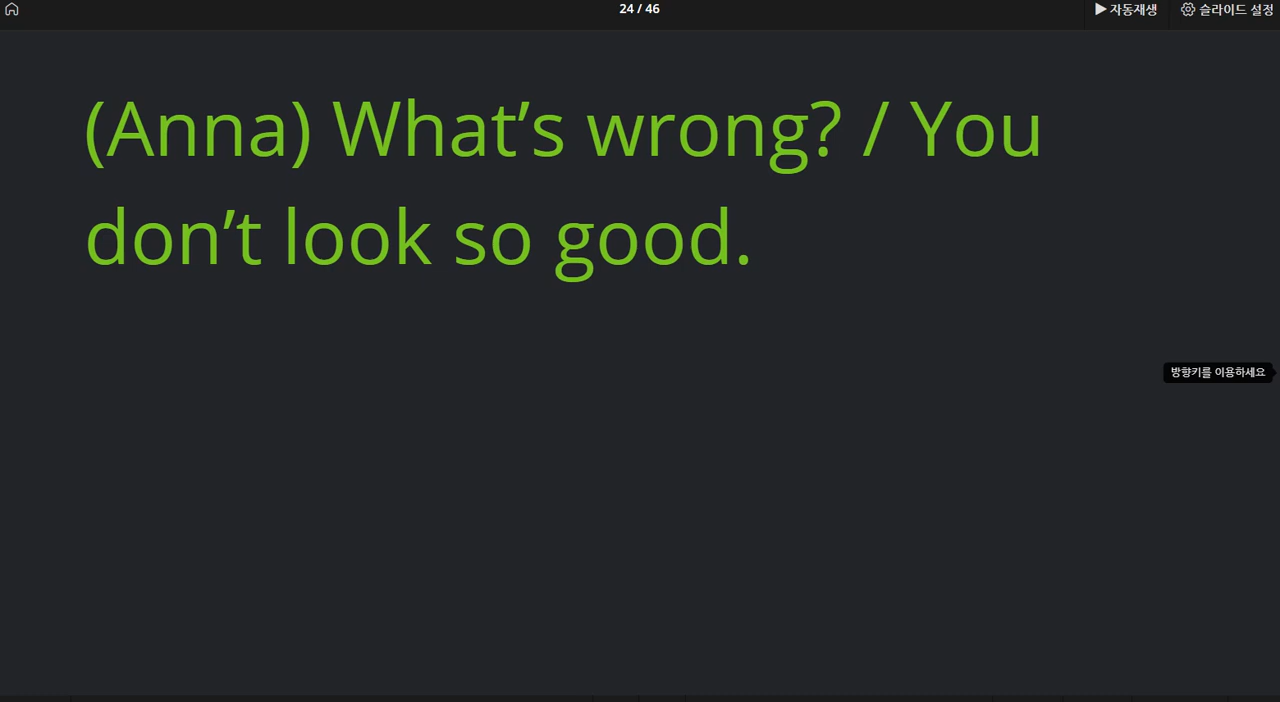 24 / 46
▶ 자동재생
슬라이드 설정
(Anna) What’s wrong? / You
don’t look so good.
방향키를 이용하세요